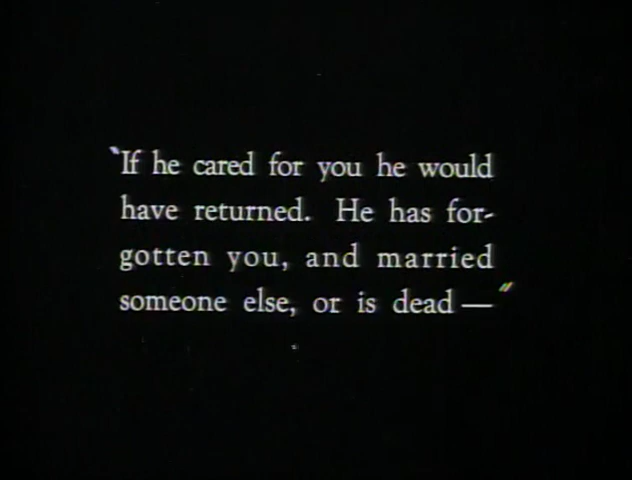 "If he cared for you he would
have returned. He has for-
gotten you, and married
someone else, or is dead —"